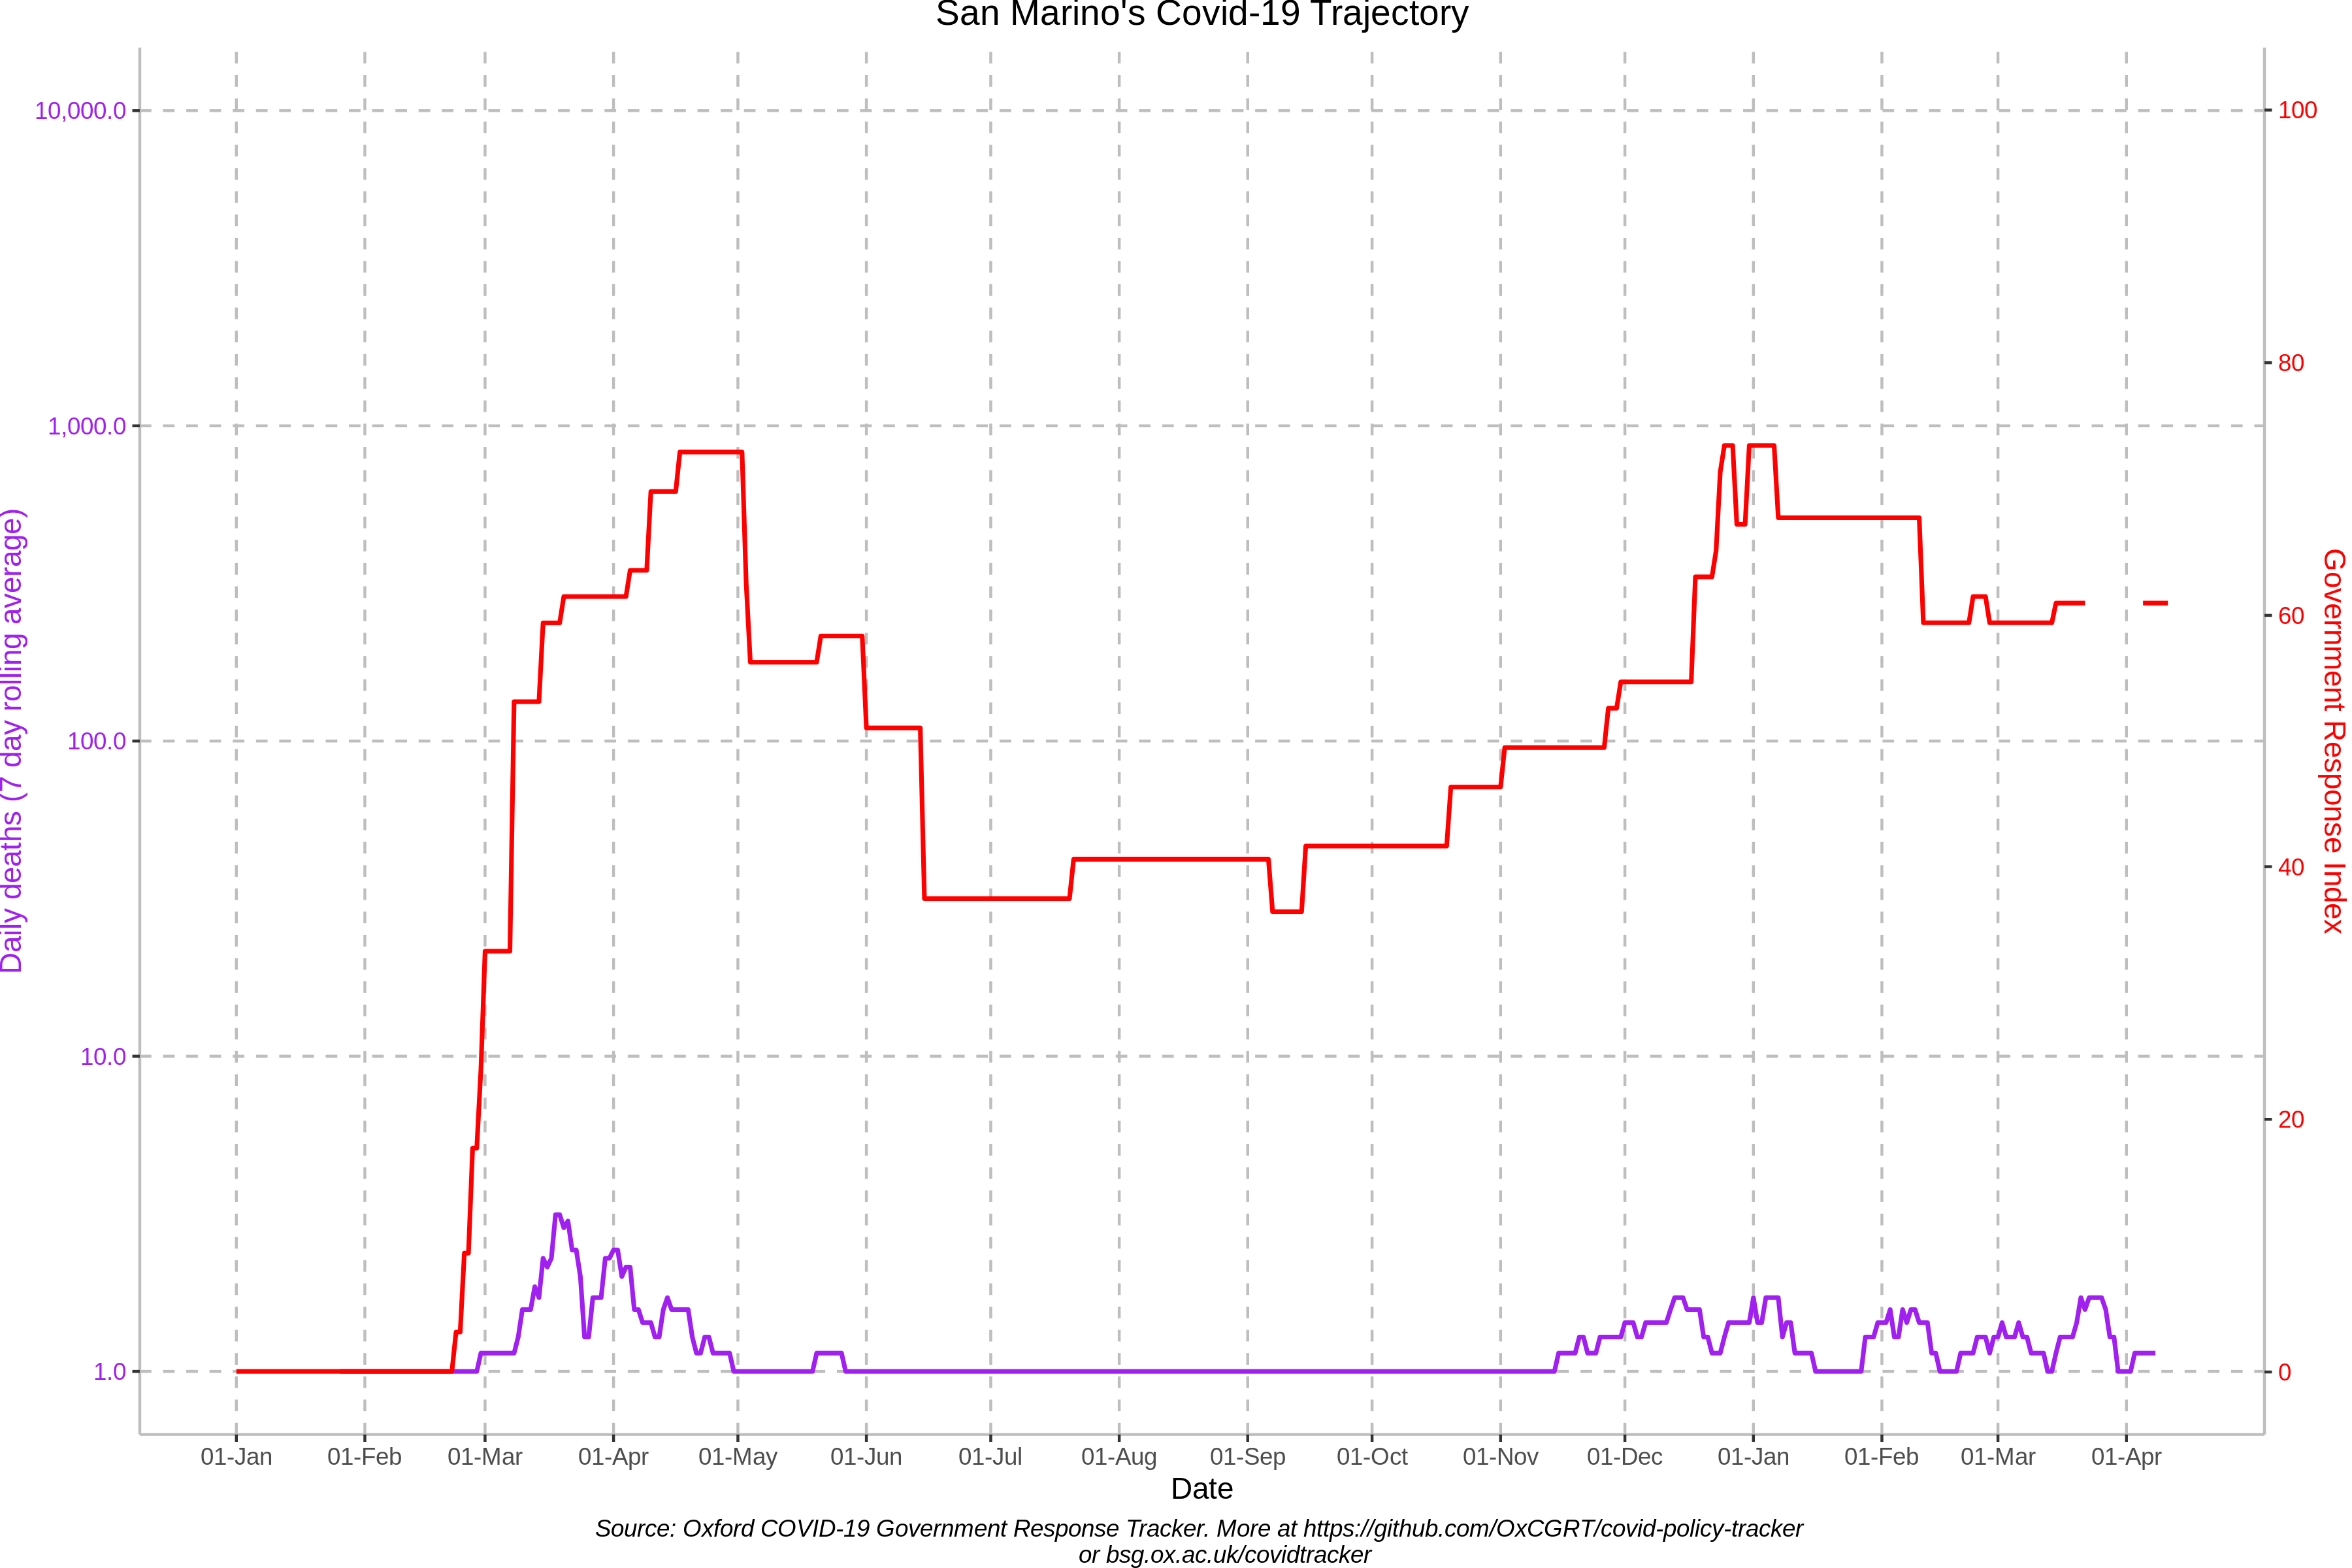 San Marino's Covid-19 Trajectory
10,000.0
1,000.0
100.0
10.0
1.0
Daily deaths (7 day rolling average)
100
80
60
40
20
0
Government Response Index
01-Jan 01-Feb 01-Mar 01-Apr 01-May 01-Jun 01-Jul 01-Aug 01-Sep 01-Oct 01-Nov 01-Dec 01-Jan 01-Feb 01-Mar 01-Apr
Date
Source: Oxford COVID-19 Government Response Tracker. More at https://github.com/OxCGRT/covid-policy-tracker
or bsg.ox.ac.uk/covidtracker